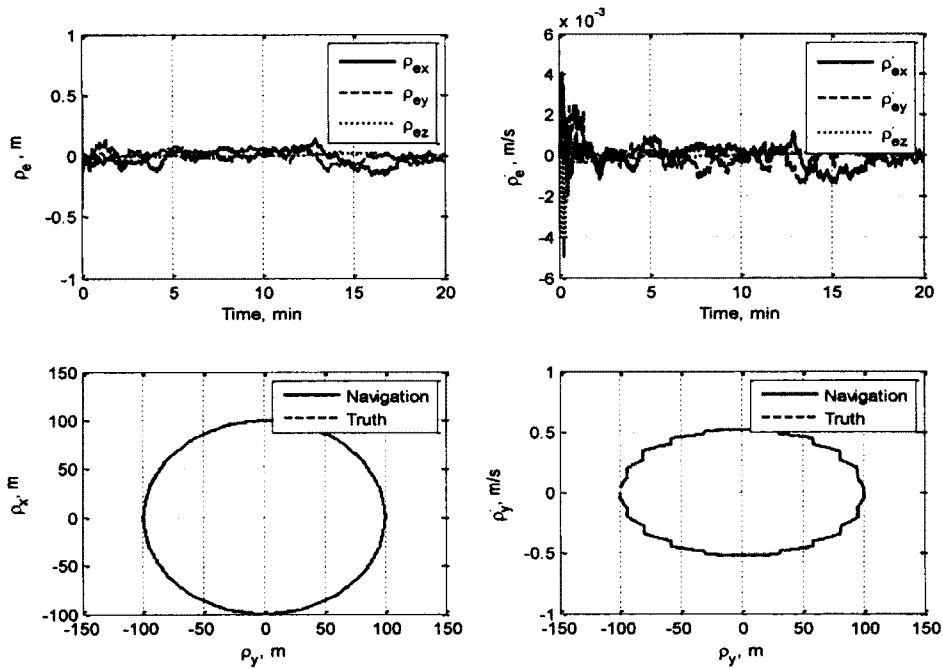 1
0.5
0
-0.5
-1
0 5 10 15 20
Time, min
ρe , m
ρex
ρey
ρez
x 10^-3
6
4
2
0
-2
-4
-6
0 5 10 15 20
Time, min
ρ̇e , m/s
ρ̇ex
ρ̇ey
ρ̇ez
150
100
50
0
-50
-100
-150 -100 -50 0 50 100 150
ρy, m
ρx, m
Navigation
Truth
1
0.5
0
-0.5
-1
-150 -100 -50 0 50 100 150
ρy, m
ρ̇y, m/s
Navigation
Truth